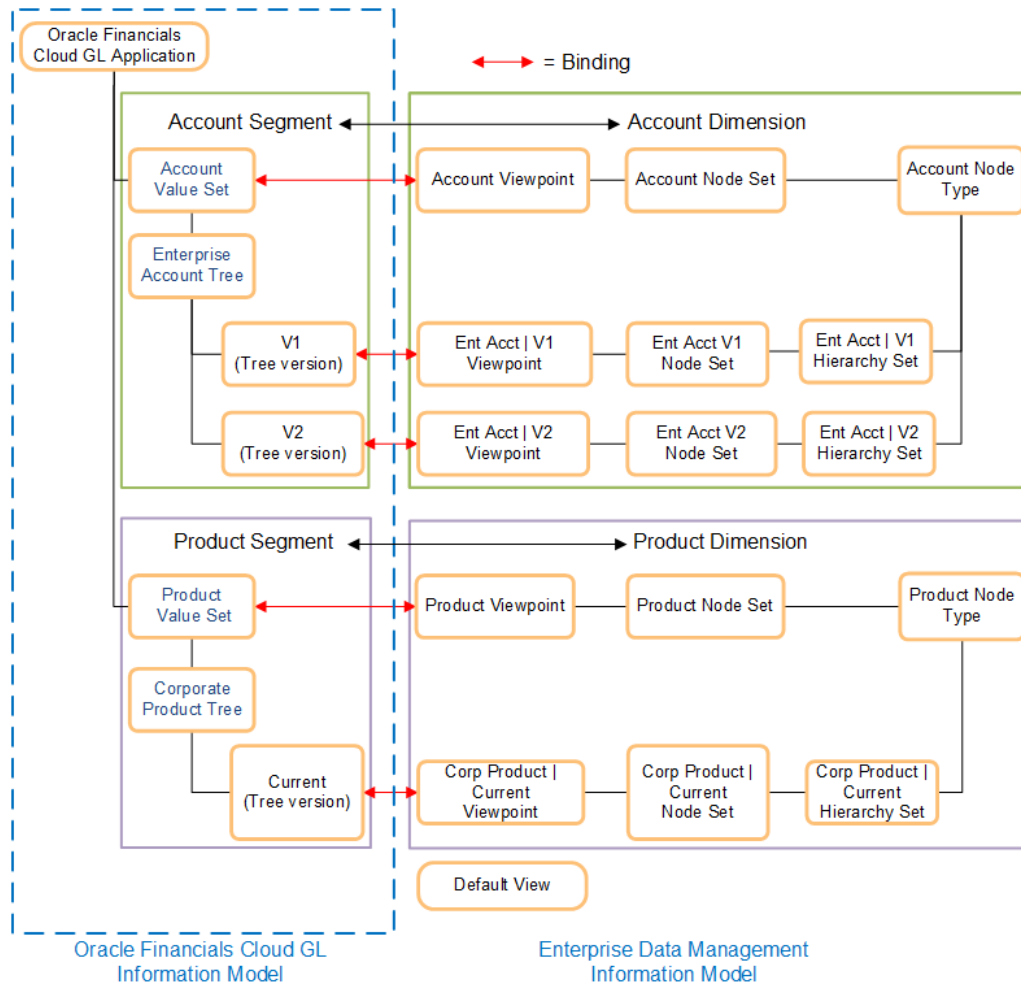 Oracle Financials
Cloud GL Application
= Binding
Account Segment
Account Dimension
Account
Value Set
Account Viewpoint
Account Node Set
Account Node
Type
Enterprise
Account Tree
V1
(Tree version)
Ent Acct | V1
Viewpoint
Ent Acct V1
Node Set
Ent Acct | V1
Hierarchy Set
V2
(Tree version)
Ent Acct | V2
Viewpoint
Ent Acct V2
Node Set
Ent Acct | V2
Hierarchy Set
Product Segment
Product Dimension
Product
Value Set
Product Viewpoint
Product Node Set
Product Node
Type
Corporate
Product Tree
Current
(Tree version)
Corp Product |
Current
Viewpoint
Corp Product |
Current
Node Set
Corp Product |
Current
Hierarchy Set
Default View
Oracle Financials Cloud GL
Information Model
Enterprise Data Management
Information Model